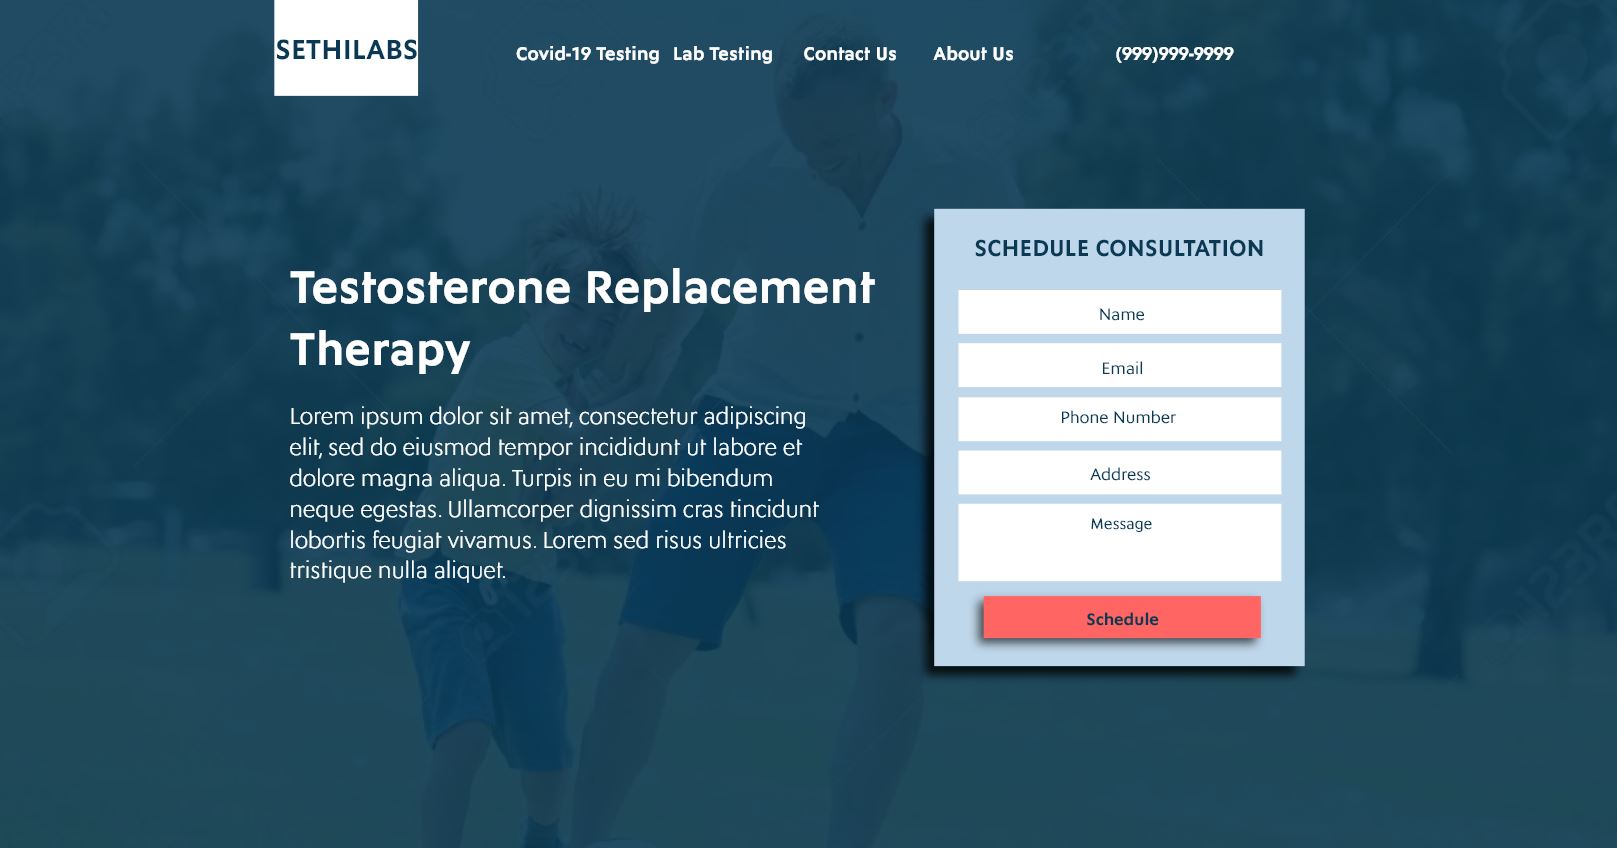 SETHILABS
Covid-19 Testing Lab Testing Contact Us About Us (999)999-9999
Testosterone Replacement
Therapy
Lorem ipsum dolor sit amet, consectetur adipiscing
elit, sed do eiusmod tempor incididunt ut labore et
dolore magna aliqua. Turpis in eu mi bibendum
neque egestas. Ullamcorper dignissim cras tincidunt
lobortis feugiat vivamus. Lorem sed risus ultricies
tristique nulla aliquet.
SCHEDULE CONSULTATION
Name
Email
Phone Number
Address
Message
Schedule